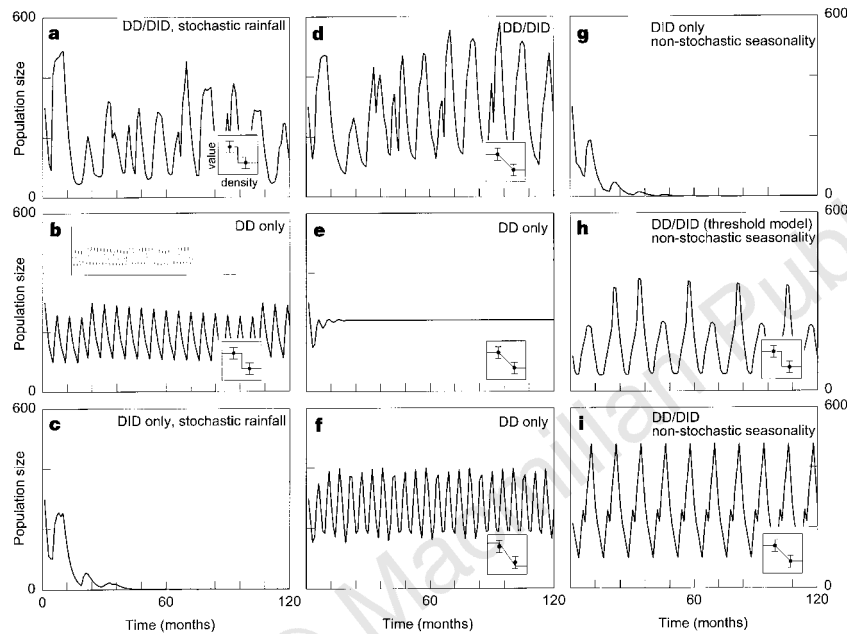 a
DD/DID, stochastic rainfall
Population size
600
0
value
density
b
DD only
Population size
600
0
c
DID only, stochastic rainfall
Population size
600
0
0
60
120
Time (months)
d
DD/DID
e
DD only
f
DD only
60
120
Time (months)
g
DID only
non-stochastic seasonality
600
0
h
DD/DID (threshold model)
non-stochastic seasonality
i
DD/DID
non-stochastic seasonality
600
0
60
120
Time (months)
Macmillan Publ